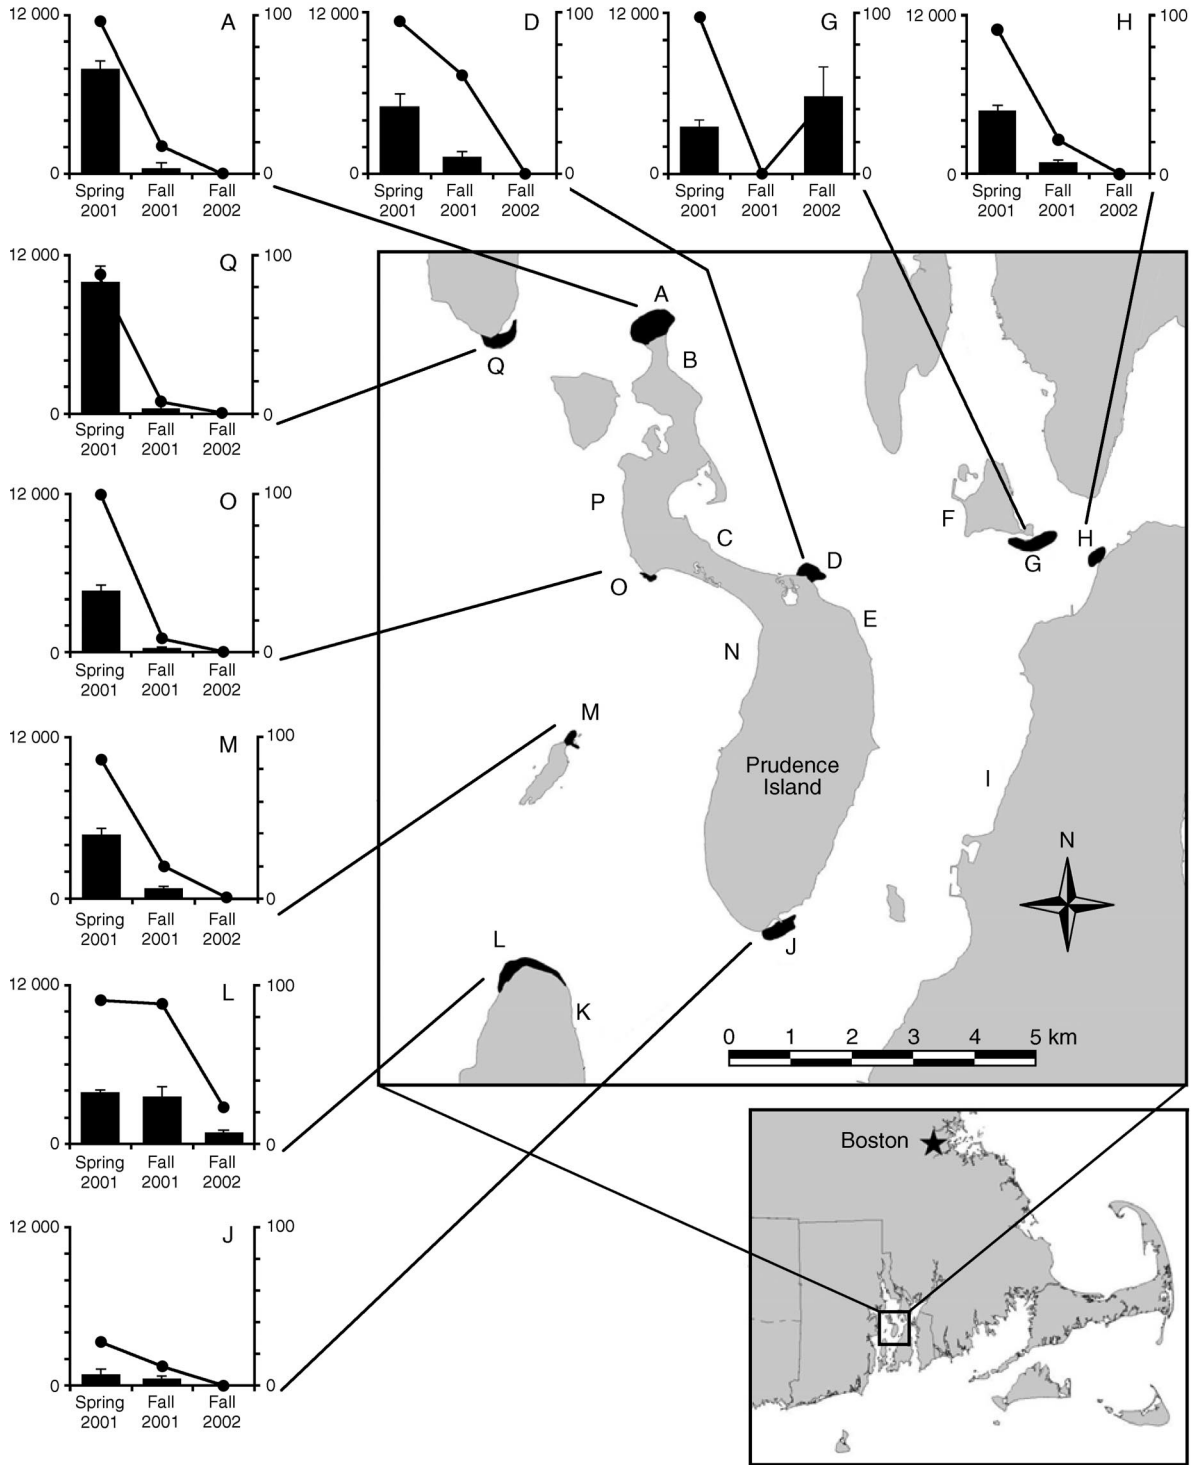 12 000
A
100
0
0
Spring
2001
Fall
2001
Fall
2002
12 000
D
100
0
0
Spring
2001
Fall
2001
Fall
2002
12 000
G
100
0
0
Spring
2001
Fall
2001
Fall
2002
12 000
H
100
0
0
Spring
2001
Fall
2001
Fall
2002
12 000
Q
100
0
0
Spring
2001
Fall
2001
Fall
2002
12 000
O
100
0
0
Spring
2001
Fall
2001
Fall
2002
12 000
M
100
0
0
Spring
2001
Fall
2001
Fall
2002
12 000
L
100
0
0
Spring
2001
Fall
2001
Fall
2002
12 000
J
100
0
0
Spring
2001
Fall
2001
Fall
2002
A
B
Q
P
C
D
F
G
H
O
E
N
M
Prudence
Island
I
N
J
L
K
0 1 2 3 4 5 km
Boston